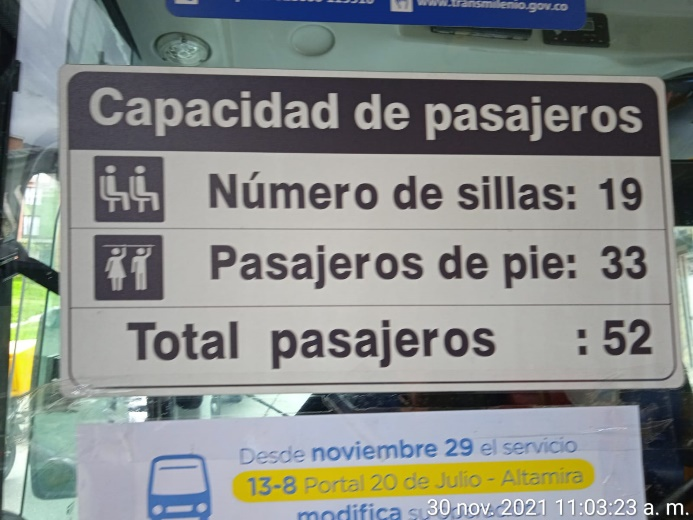 www.transmilenio.gov.co
Capacidad de pasajeros
Número de sillas: 19
Pasajeros de pie: 33
Total pasajeros : 52
Desde noviembre 29 el servicio
13-8 Portal 20 de Julio - Altamira
modifica su
30 nov. 2021 11:03:23 a. m.